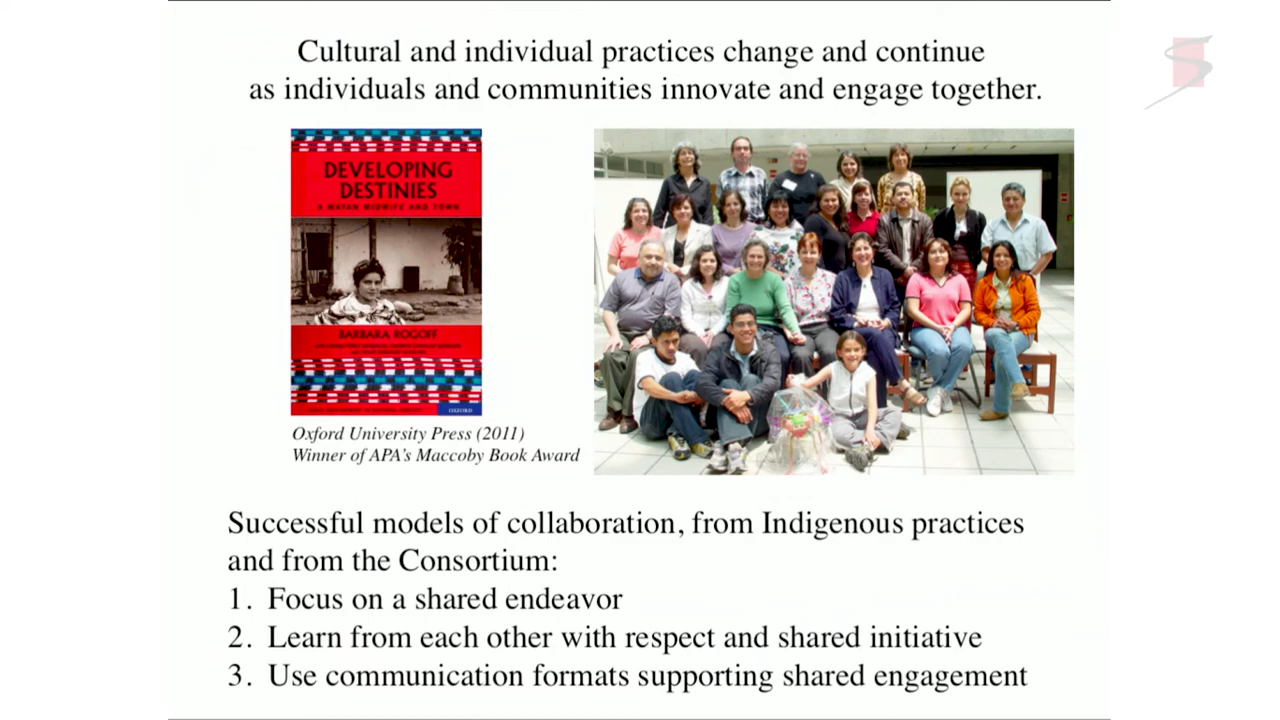 Cultural and individual practices change and continue
as individuals and communities innovate and engage together.
DEVELOPING
DESTINIES
A MAYAN MIDWIFE AND TOWN
BARBARA ROGOFF
OXFORD
Oxford University Press (2011)
Winner of APA's Maccoby Book Award
Successful models of collaboration, from Indigenous practices
and from the Consortium:
1. Focus on a shared endeavor
2. Learn from each other with respect and shared initiative
3. Use communication formats supporting shared engagement